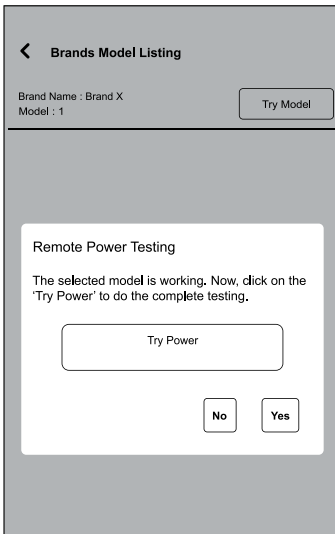 Brands Model Listing
Brand Name : Brand X
Model : 1
Try Model
Remote Power Testing
The selected model is working. Now, click on the
‘Try Power’ to do the complete testing.
Try Power
No
Yes